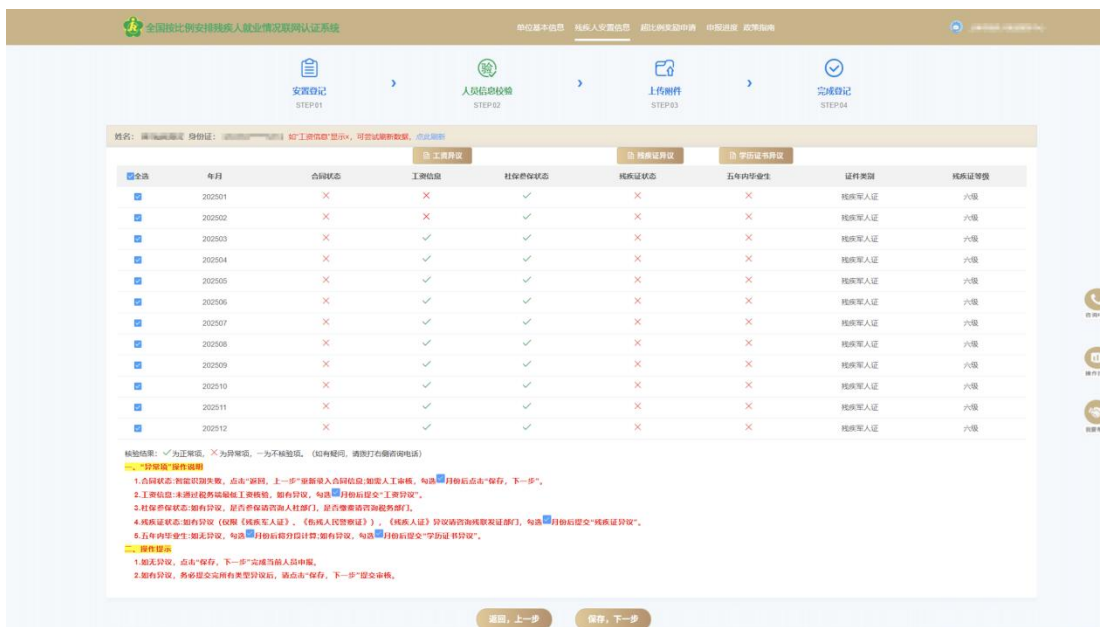 全国按比例安排残疾人就业情况联网认证系统 单位基本信息 残疾人安置信息 超比例奖励申请 申报进度 政策指南
安置登记 › 人员信息校验 › 上传附件 › 完成登记
STEP01 STEP02 STEP03 STEP04
姓名： 身份证： 如"工资信息"显示×，可尝试刷新数据，点此刷新
工资异议 残疾证异议 学历证书异议
全选 年月 合同状态 工资信息 社保参保状态 残疾证状态 五年内毕业生 证件类别 残疾证等级
202501 × × ✓ × × 残疾军人证 六级
202502 × × ✓ × × 残疾军人证 六级
202503 × ✓ ✓ × × 残疾军人证 六级
202504 × ✓ ✓ × × 残疾军人证 六级
202505 × ✓ ✓ × × 残疾军人证 六级
202506 × ✓ ✓ × × 残疾军人证 六级
202507 × ✓ ✓ × × 残疾军人证 六级
202508 × ✓ ✓ × × 残疾军人证 六级
202509 × ✓ ✓ × × 残疾军人证 六级
202510 × ✓ ✓ × × 残疾军人证 六级
202511 × ✓ ✓ × × 残疾军人证 六级
202512 × ✓ ✓ × × 残疾军人证 六级
核验结果：✓为正常项，×为异常项，—为不核验项。（如有疑问，请拨打右侧咨询电话）
一、"异常项"操作说明
1.合同状态:智能识别失败，点击"返回，上一步"重新录入合同信息;如需人工审核，勾选☑月份后点击"保存，下一步"。
2.工资信息:未通过税务端最低工资核验，如有异议，勾选☑月份后提交"工资异议"。
3.社保参保状态:如有异议，是否参保请咨询人社部门，是否缴费请咨询税务部门。
4.残疾证状态:如有异议（仅限《残疾军人证》、《伤残人民警察证》），《残疾人证》异议请咨询残联发证部门，勾选☑月份后提交"残疾证异议"。
5.五年内毕业生:如无异议，勾选☑月份后将分段计算;如有异议，勾选☑月份后提交"学历证书异议"。
二、操作提示
1.如无异议，点击"保存，下一步"完成当前人员申报。
2.如有异议，务必提交完所有类型异议后，请点击"保存，下一步"提交审核。
返回，上一步 保存，下一步